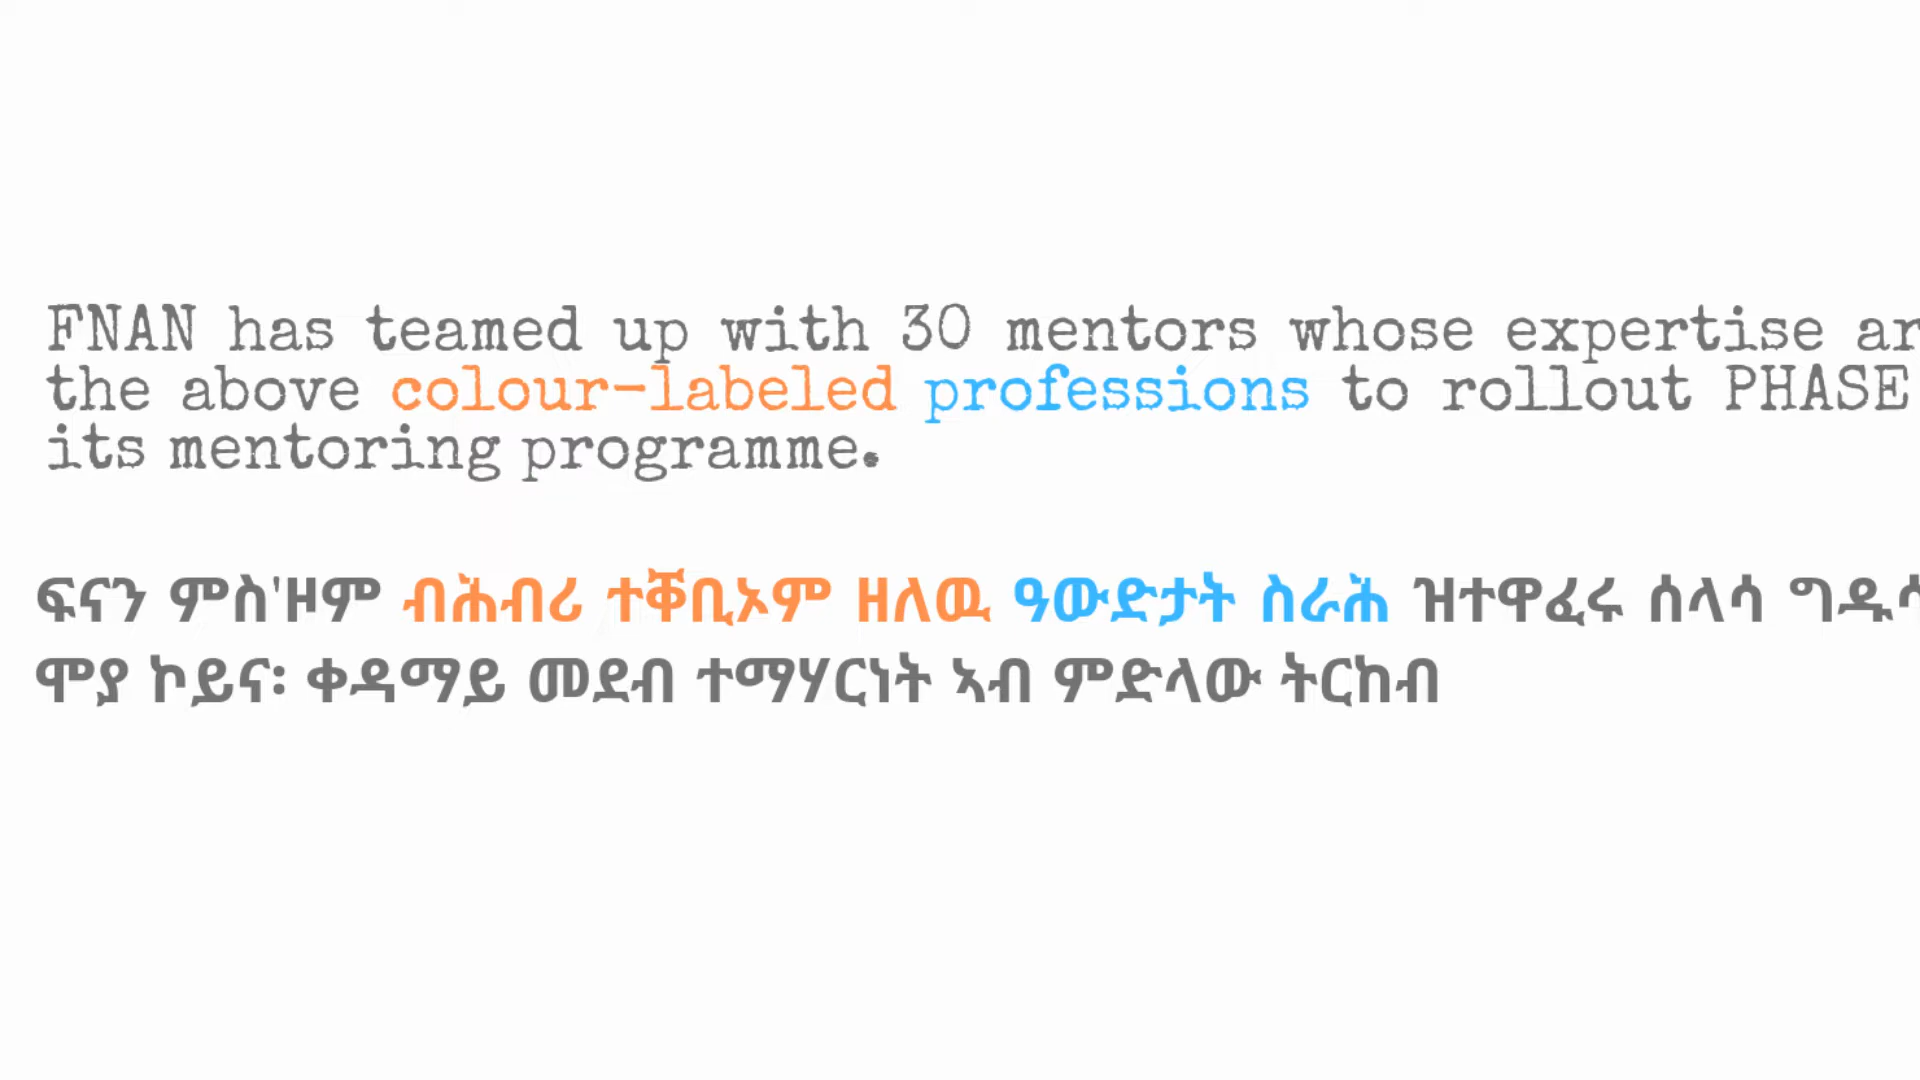 FNAN has teamed up with 30 mentors whose expertise
the above colour-labeled professions to rollout PHASE
its mentoring programme.
ፍናን ምስ'ዞም ብሕብሪ ተቐቢኦም ዘለዉ ዓውድታት ስራሕ ዝተዋፈሩ ሰላሳ
ሞያ ኮይና፡ ቀዳማይ መደብ ተማሃርነት ኣብ ምድላው ትርከብ